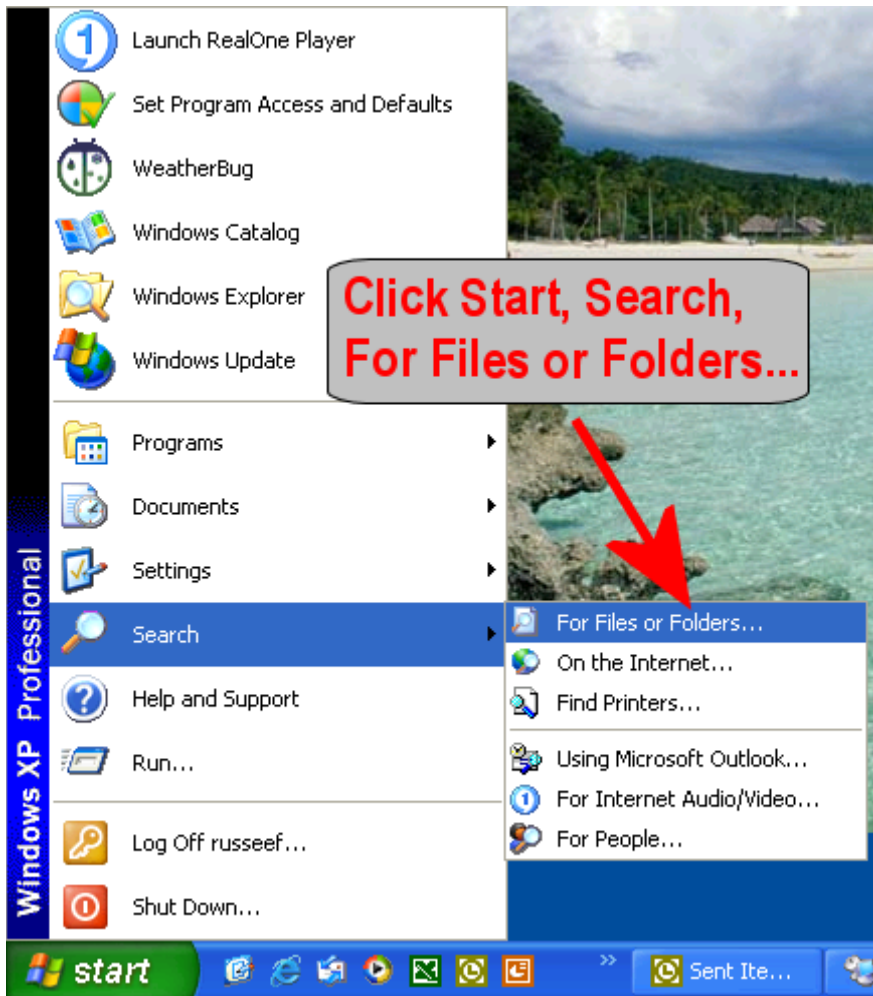 Launch RealOne Player
Set Program Access and Defaults
WeatherBug
Windows Catalog
Windows Explorer
Windows Update
Click Start, Search,
For Files or Folders...
Programs
Documents
Settings
Search
Help and Support
Run...
Log Off russeef...
Shut Down...
Windows XP Professional
For Files or Folders...
On the Internet...
Find Printers...
Using Microsoft Outlook...
For Internet Audio/Video...
For People...
start
Sent Ite...